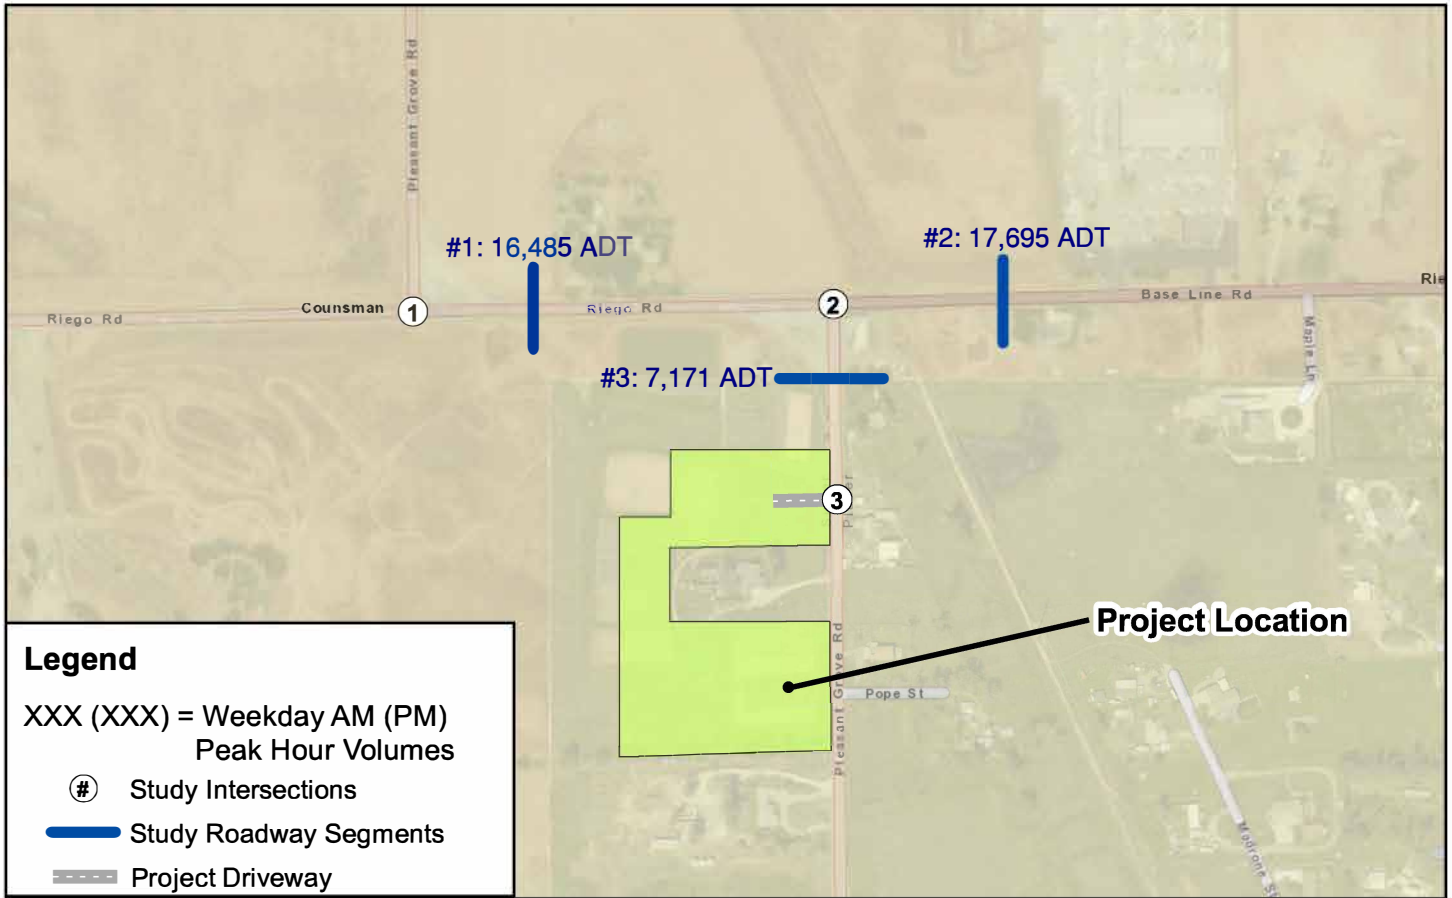 Pleasant Grove Rd
#1: 16,485 ADT
#2: 17,695 ADT
Rie
Base Line Rd
Counsman
1
Riego Rd
2
Riego Rd
Maple Ln
#3: 7,171 ADT
3
Project Location
Pleasant Grove Rd
Pope St
Legend
XXX (XXX) = Weekday AM (PM)
Peak Hour Volumes
# Study Intersections
Study Roadway Segments
Project Driveway
Madrone St